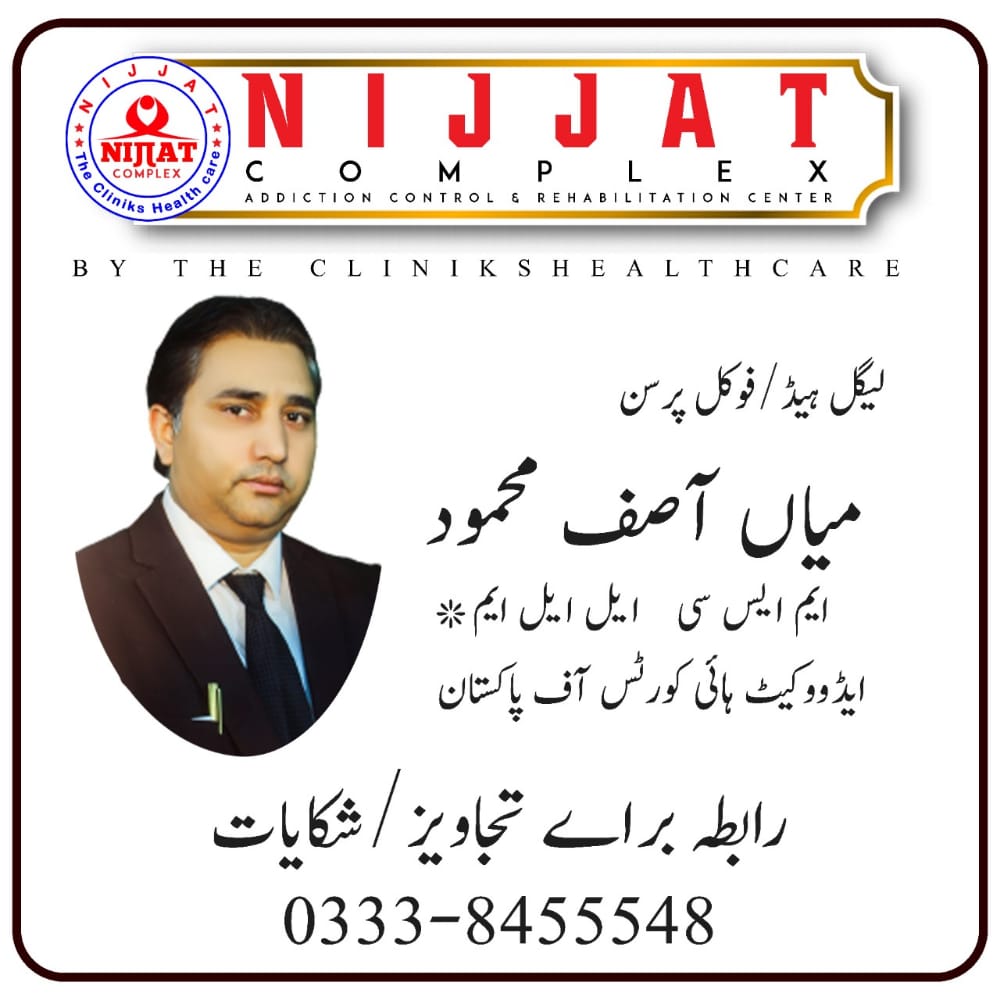 NIJJAT
NIJJAT
COMPLEX
The Cliniks Health care
NIJJAT
COMPLEX
ADDICTION CONTROL & REHABILITATION CENTER
BY THE CLINIKSHEALTHCARE
لیگل ہیڈ/فوکل پرسن
میاں آصف محمود
ایم ایس سی ایل ایل ایم*
ایڈووکیٹ ہائی کورٹس آف پاکستان
رابطہ براے تجاویز/شکایات
0333-8455548